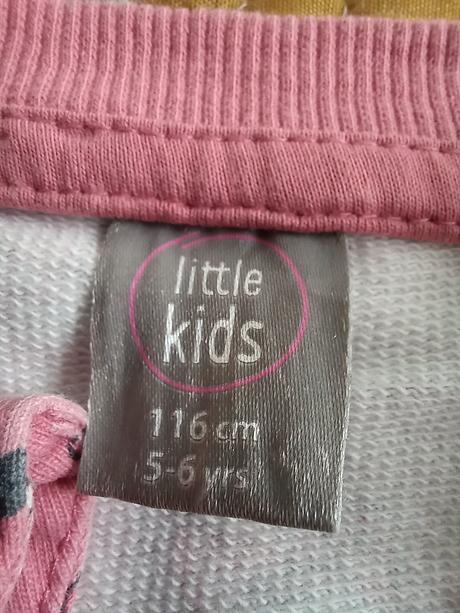 little
kids
116 cm
5-6 yrs